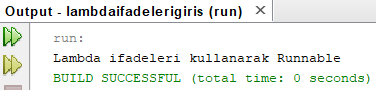 Output - lambdaifadelerigiris (run) ×
run:
Lambda ifadeleri kullanarak Runnable
BUILD SUCCESSFUL (total time: 0 seconds)